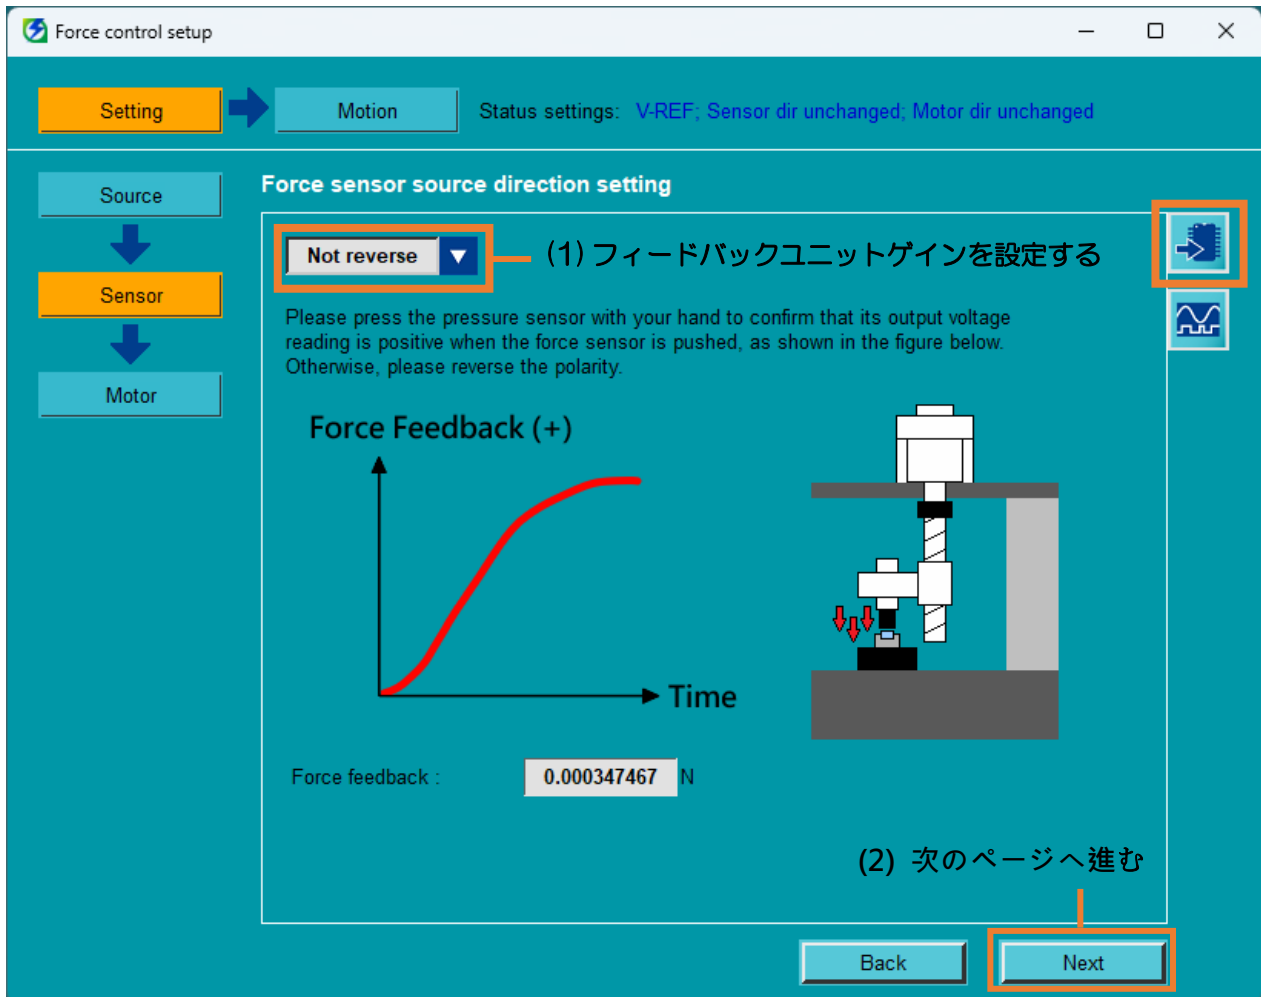 Force control setup
Setting
Motion
Status settings: V-REF; Sensor dir unchanged; Motor dir unchanged
Source
Sensor
Motor
Force sensor source direction setting
Not reverse
(1) フィードバックユニットゲインを設定する
Please press the pressure sensor with your hand to confirm that its output voltage
reading is positive when the force sensor is pushed, as shown in the figure below.
Otherwise, please reverse the polarity.
Force Feedback (+)
Time
Force feedback : 0.000347467 N
(2) 次のページへ進む
Back
Next